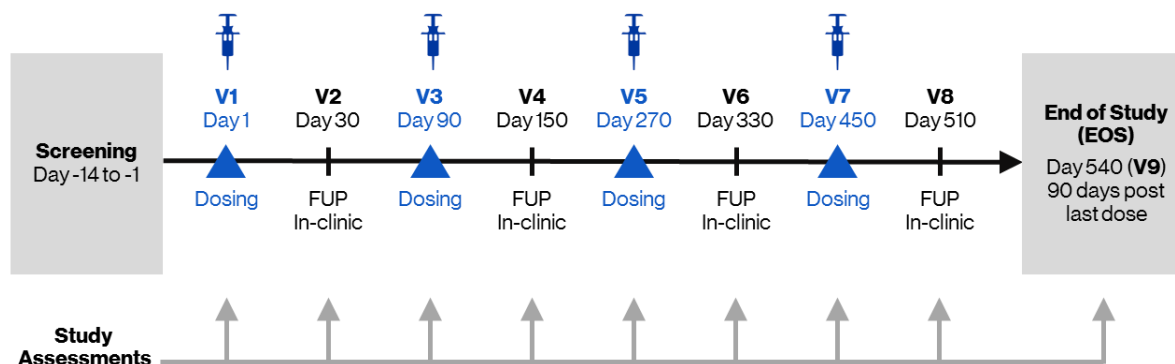 Screening
Day -14 to -1
V1
Day 1
Dosing
V2
Day 30
FUP
In-clinic
V3
Day 90
Dosing
V4
Day 150
FUP
In-clinic
V5
Day 270
Dosing
V6
Day 330
FUP
In-clinic
V7
Day 450
Dosing
V8
Day 510
FUP
In-clinic
End of Study
(EOS)
Day 540 (V9)
90 days post
last dose
Study
Assessments